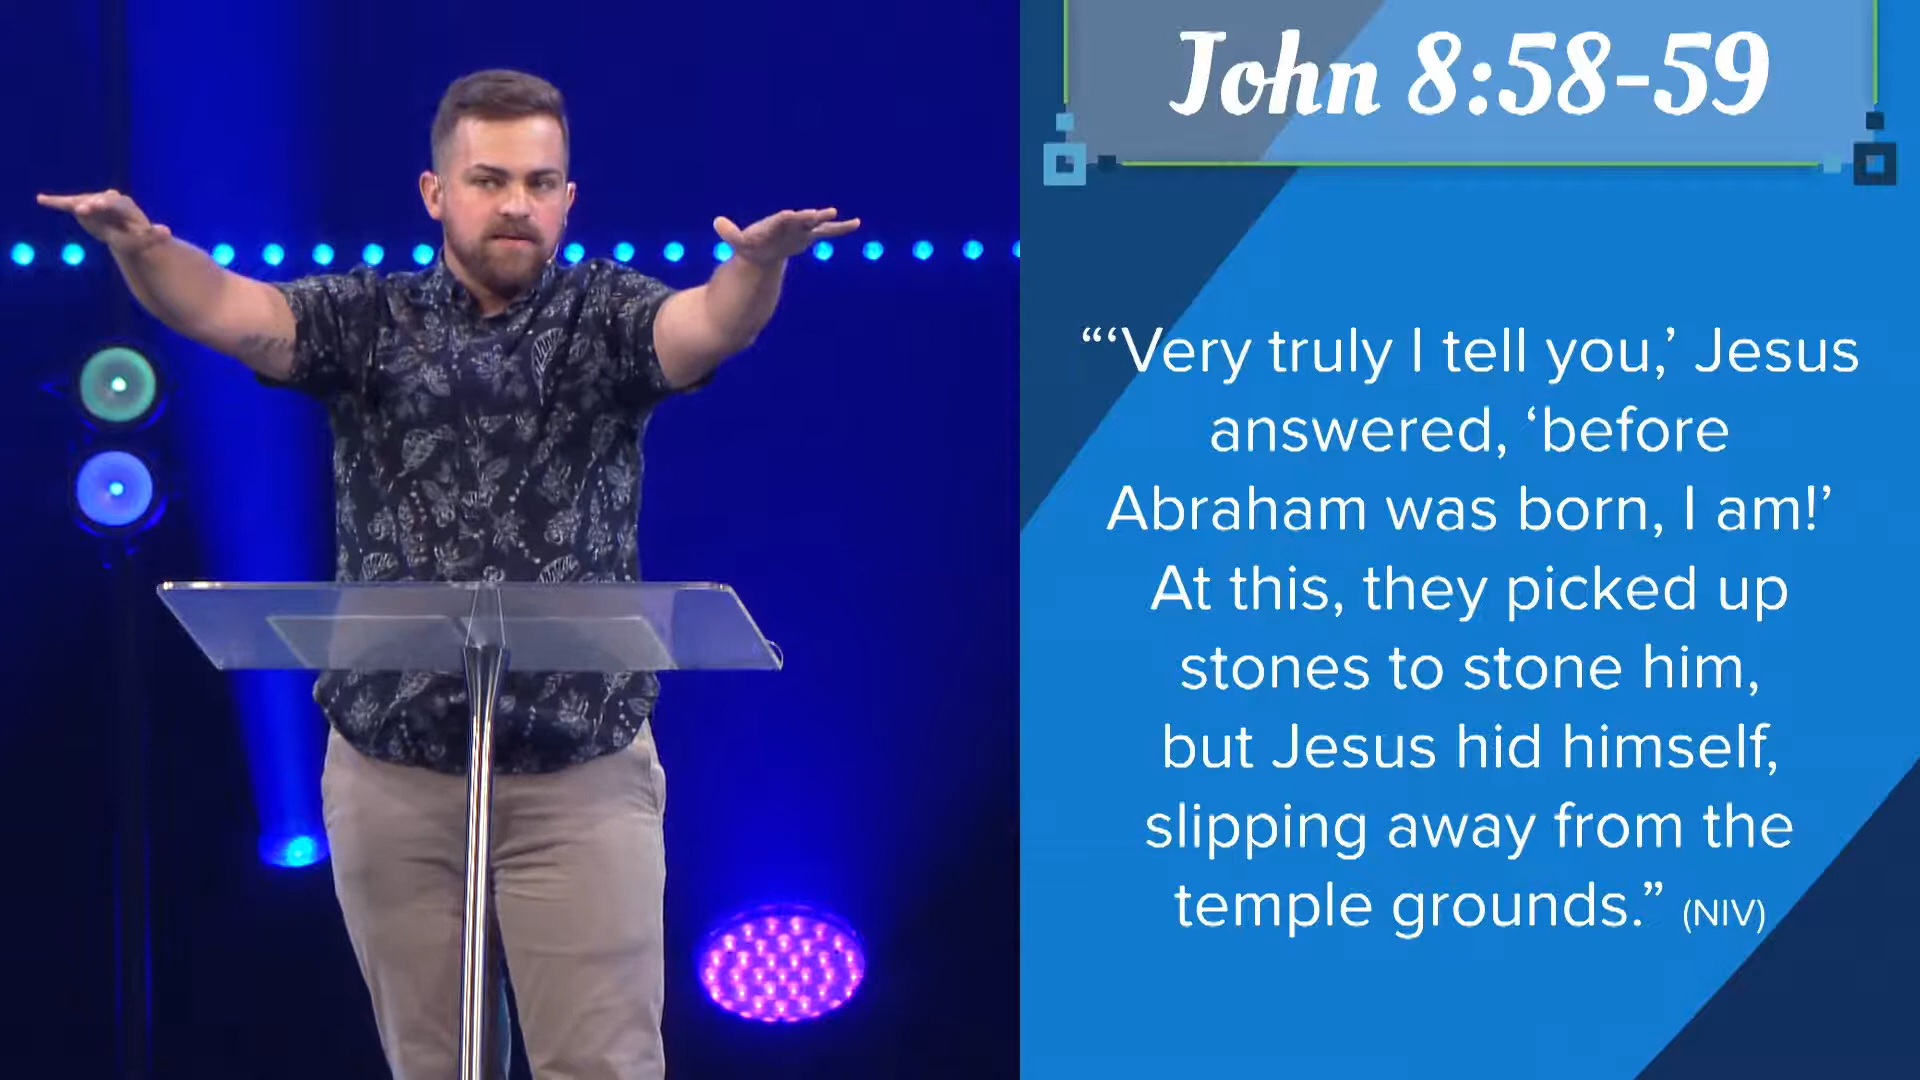 John 8:58-59
“‘Very truly I tell you,’ Jesus
answered, ‘before
Abraham was born, I am!’
At this, they picked up
stones to stone him,
but Jesus hid himself,
slipping away from the
temple grounds.” (NIV)